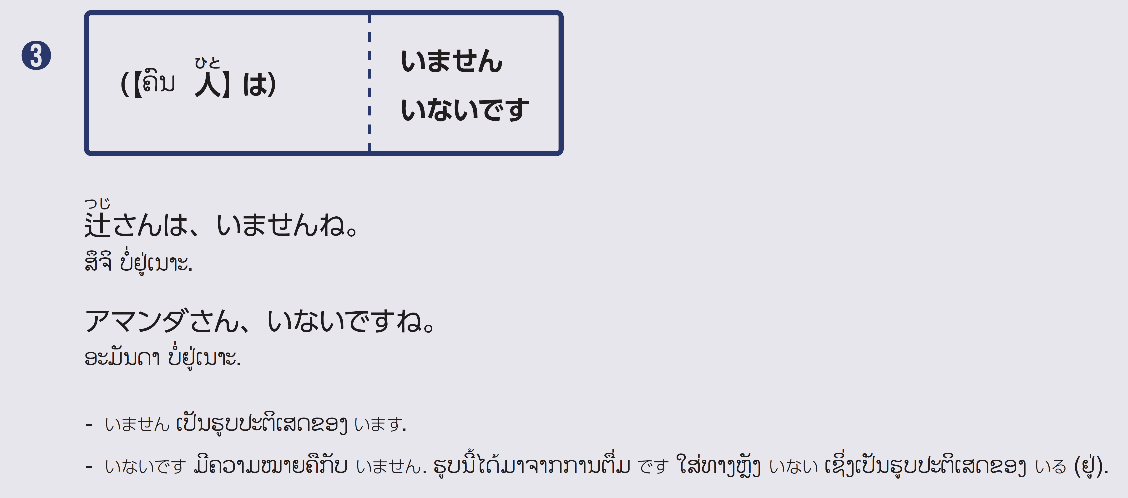 3
(【ຄົນ 人】は)
ひと
いません
いないです
つじ
辻さんは、いませんね。
ສຶຈິ ບໍ່ຢູ່ເນາະ.
アマンダさん、いないですね。
ອະມັນດາ ບໍ່ຢູ່ເນາະ.
- いません ເປັນຮູບປະຕິເສດຂອງ います.
- いないです ມີຄວາມໝາຍຄືກັບ いません. ຮູບນີ້ໄດ້ມາຈາກການຕື່ມ です ໃສ່ທາງຫຼັງ いない ເຊິ່ງເປັນຮູບປະຕິເສດຂອງ いる (ຢູ່).